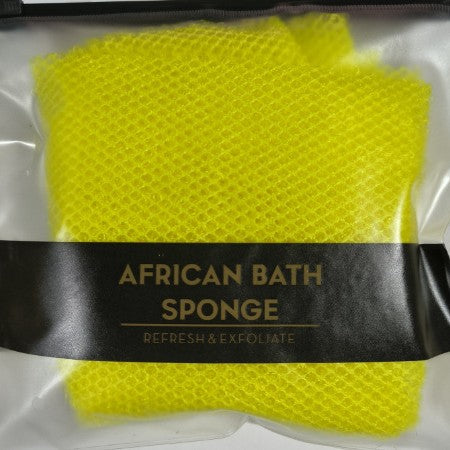 AFRICAN BATH
SPONGE
REFRESH & EXFOLIATE